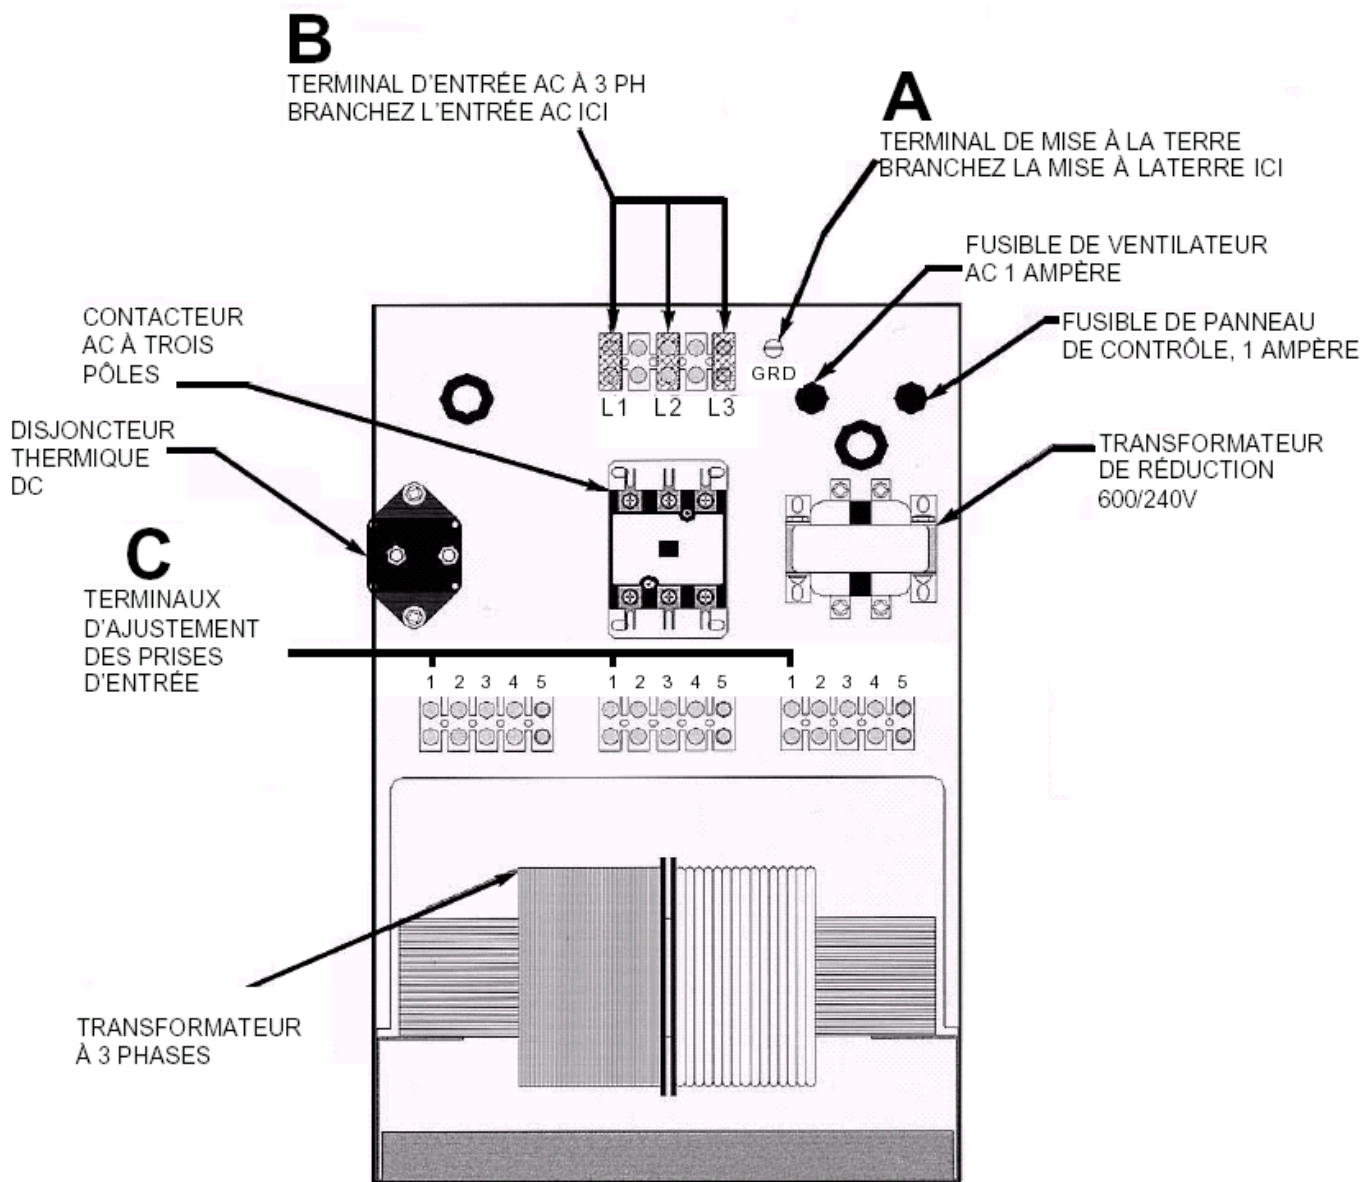 B
TERMINAL D'ENTRÉE AC À 3 PH
BRANCHEZ L'ENTRÉE AC ICI
A
TERMINAL DE MISE À LA TERRE
BRANCHEZ LA MISE À LATERRE ICI
FUSIBLE DE VENTILATEUR
AC 1 AMPÈRE
FUSIBLE DE PANNEAU
DE CONTRÔLE, 1 AMPÈRE
CONTACTEUR
AC À TROIS
PÔLES
GRD
L1 L2 L3
DISJONCTEUR
THERMIQUE
DC
TRANSFORMATEUR
DE RÉDUCTION
600/240V
C
TERMINAUX
D'AJUSTEMENT
DES PRISES
D'ENTRÉE
1 2 3 4 5 1 2 3 4 5 1 2 3 4 5
TRANSFORMATEUR
À 3 PHASES